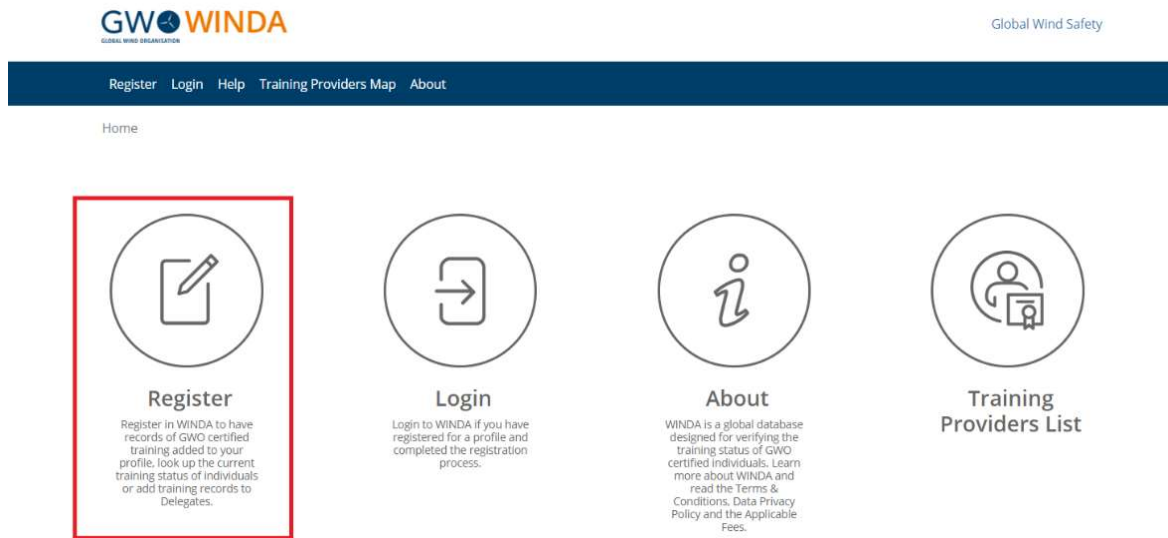 GWO WINDA
GLOBAL WIND ORGANISATION
Global Wind Safety
Register Login Help Training Providers Map About
Home
Register
Register in WINDA to have
records of GWO certified
training added to your
profile, look up the current
training status of individuals
or add training records to
Delegates.
Login
Login to WINDA if you have
registered for a profile and
completed the registration
process.
About
WINDA is a global database
designed for verifying the
training status of GWO
certified individuals. Learn
more about WINDA and
read the Terms &
Conditions, Data Privacy
Policy and the Applicable
Fees.
Training
Providers List